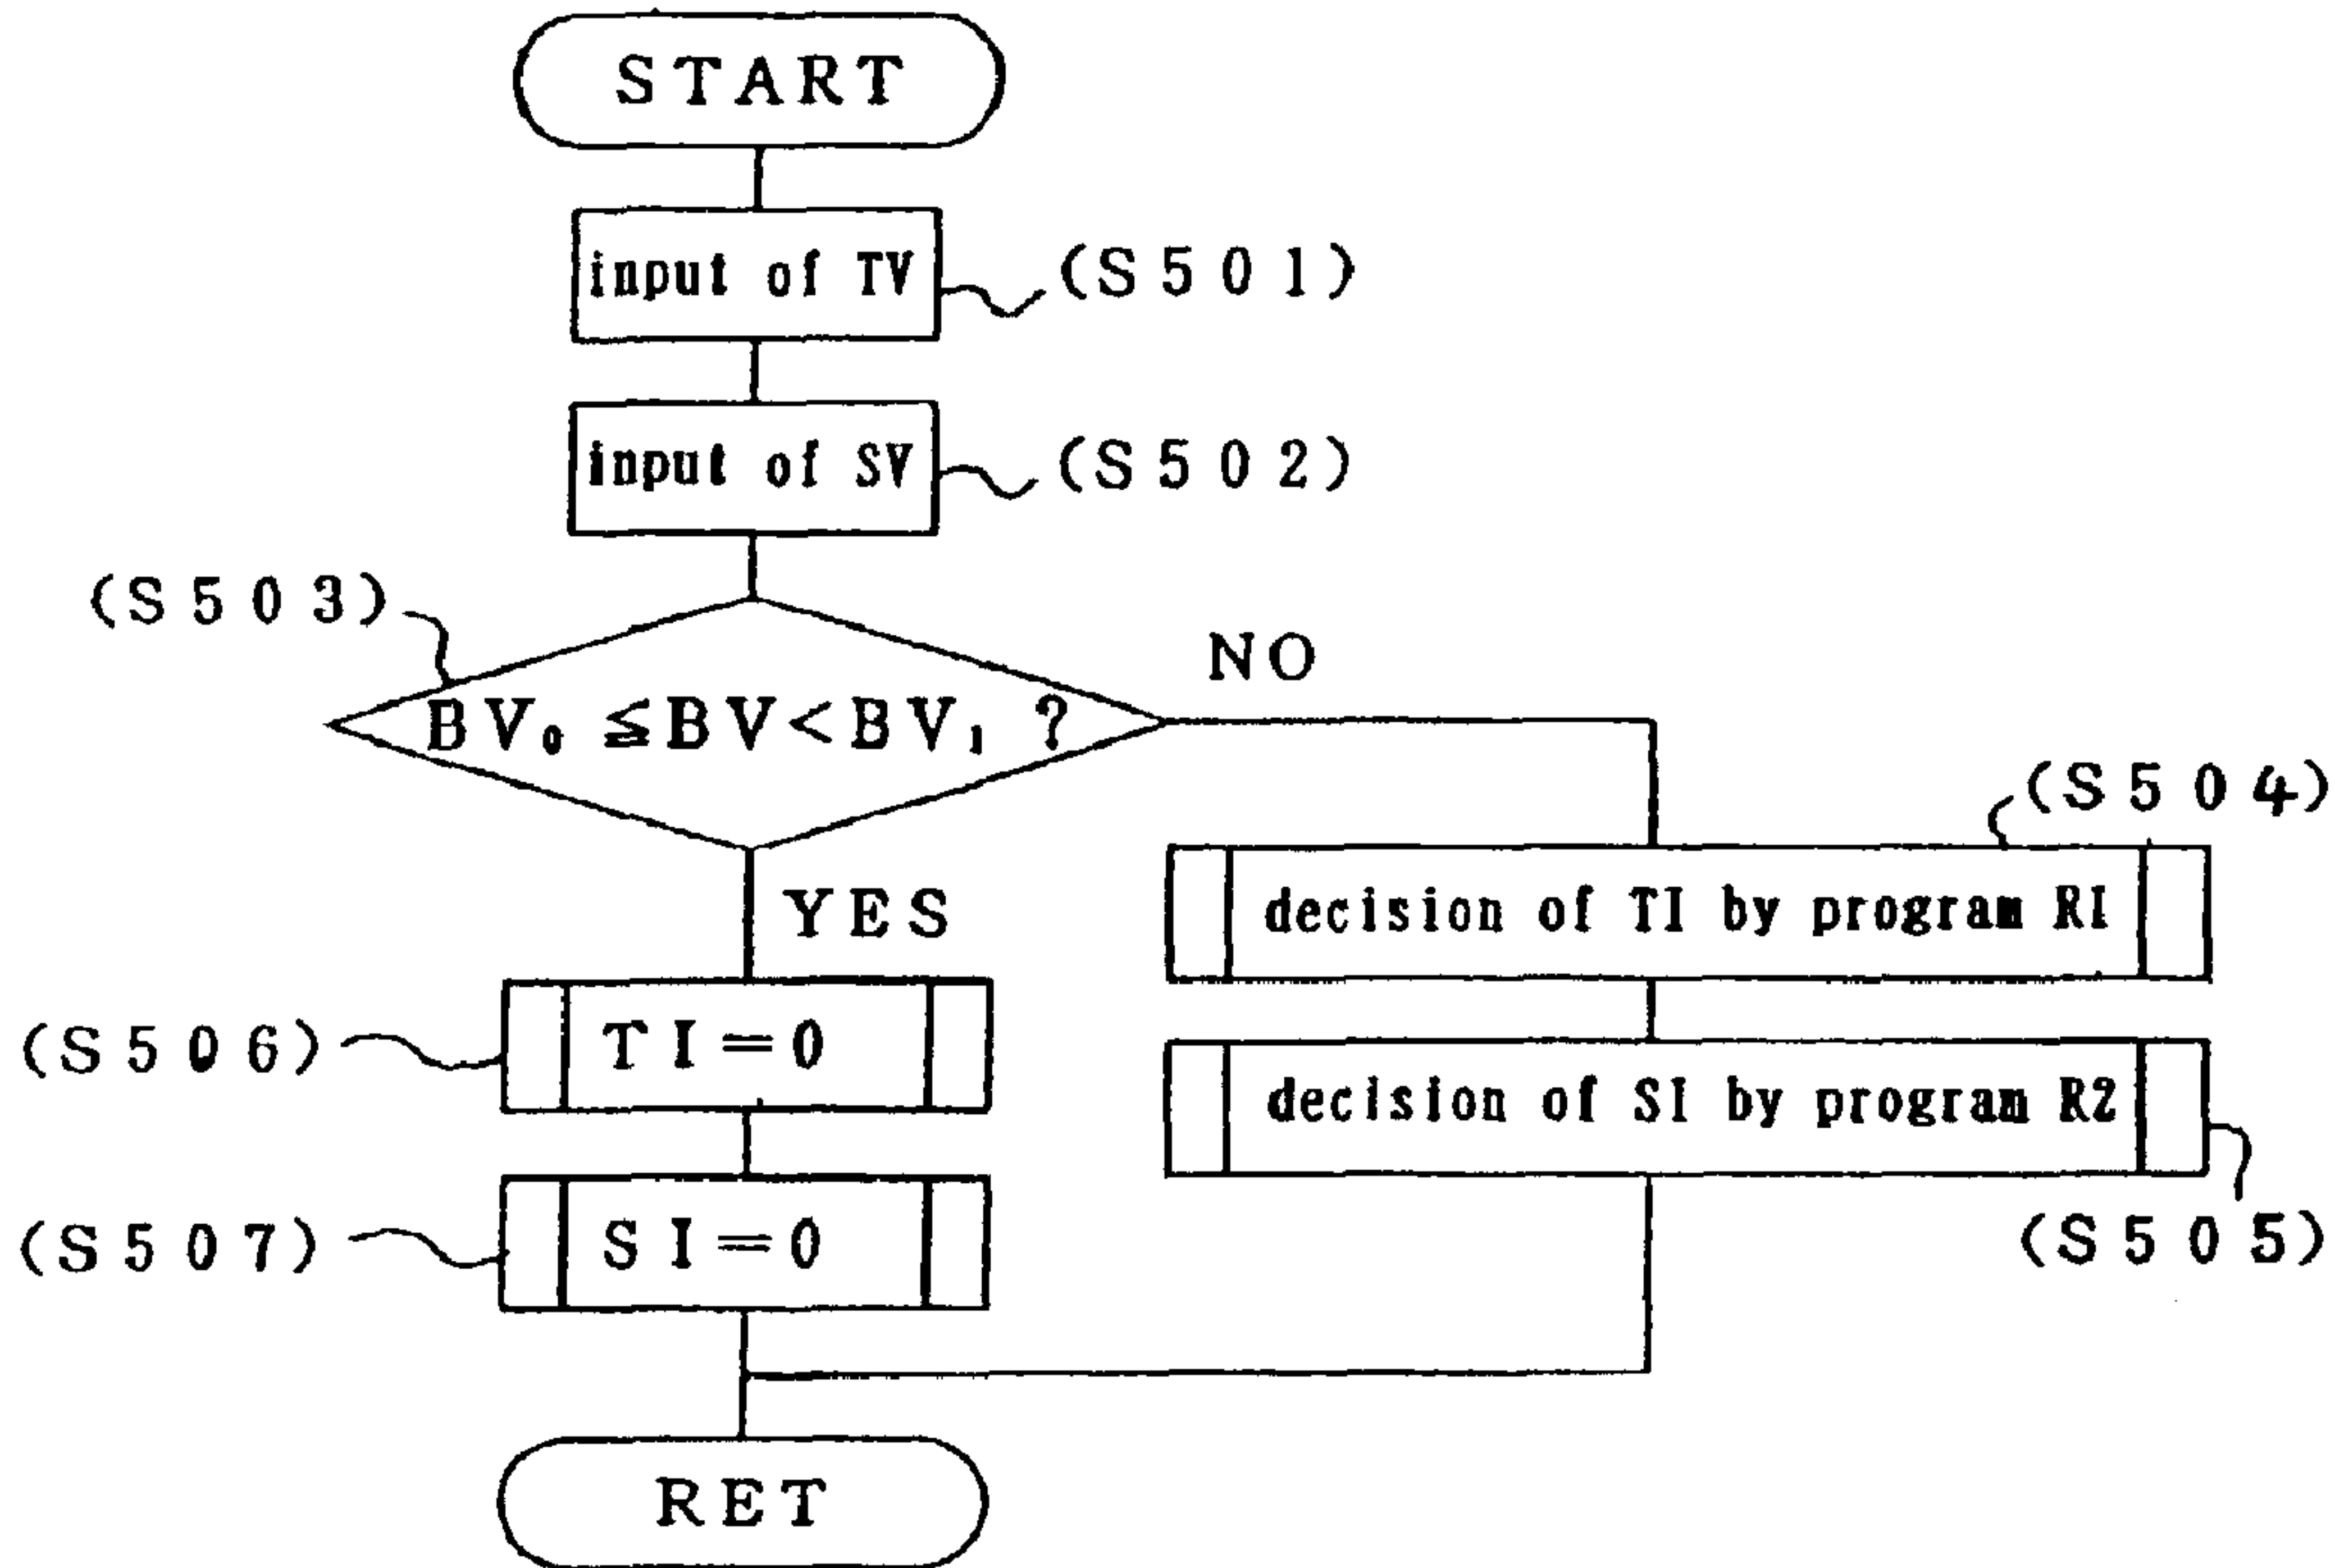 START
input of TV
(S501)
input of SV
(S502)
(S503)
BV₀ ≦BV<BV₁ ?
NO
YES
(S504)
decision of TI by program R1
(S506)
TI=0
decision of SI by program R2
(S505)
(S507)
SI=0
RET